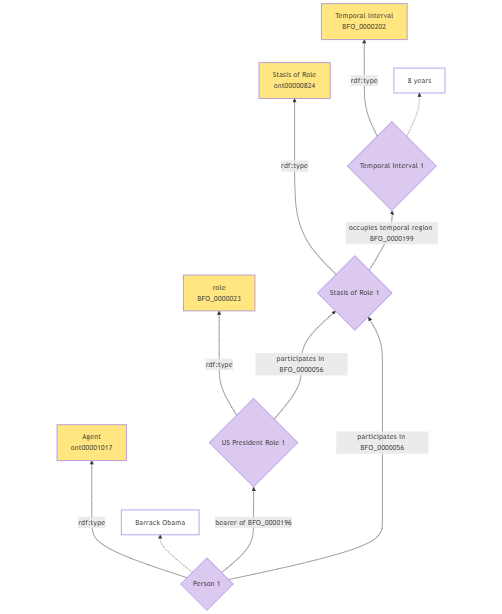 Temporal Interval
BFO_0000202
Stasis of Role
ont00000824
rdf:type
8 years
rdf:type
Temporal Interval 1
occupies temporal region
BFO_0000199
role
BFO_0000023
Stasis of Role 1
rdf:type
participates in
BFO_0000056
Agent
ont00001017
US President Role 1
participates in
BFO_0000056
rdf:type
Barrack Obama
bearer of BFO_0000196
Person 1